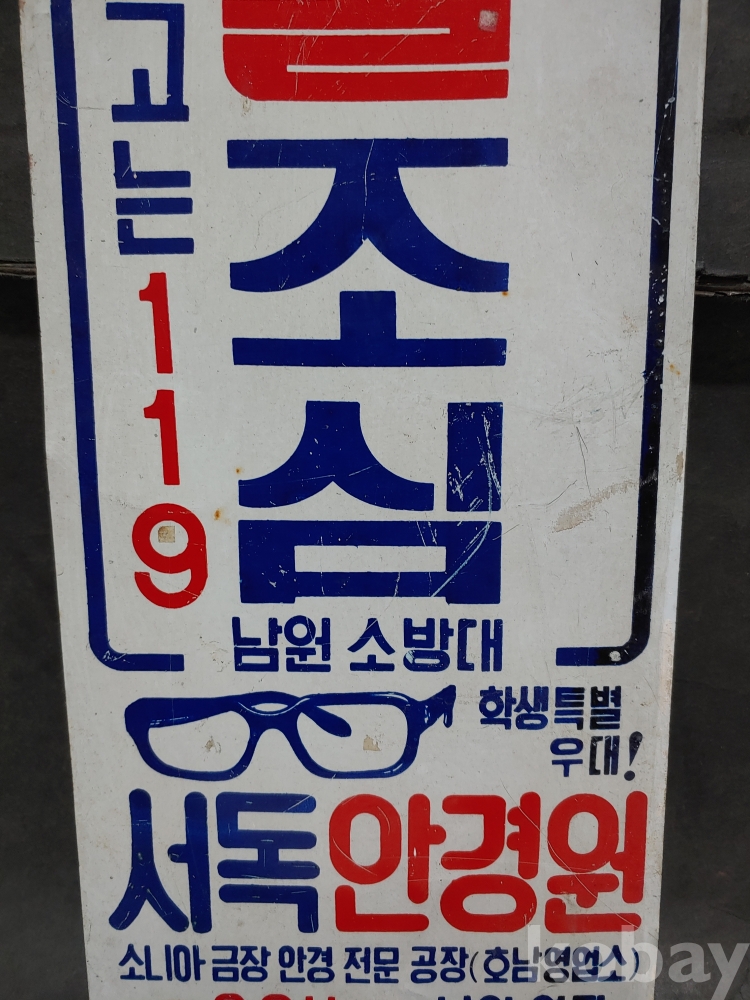 고는119
조심
남원 소방대
학생특별
우대!
서독안경원
소니아 금장 안경 전문 공장(호남영업소)
kobay